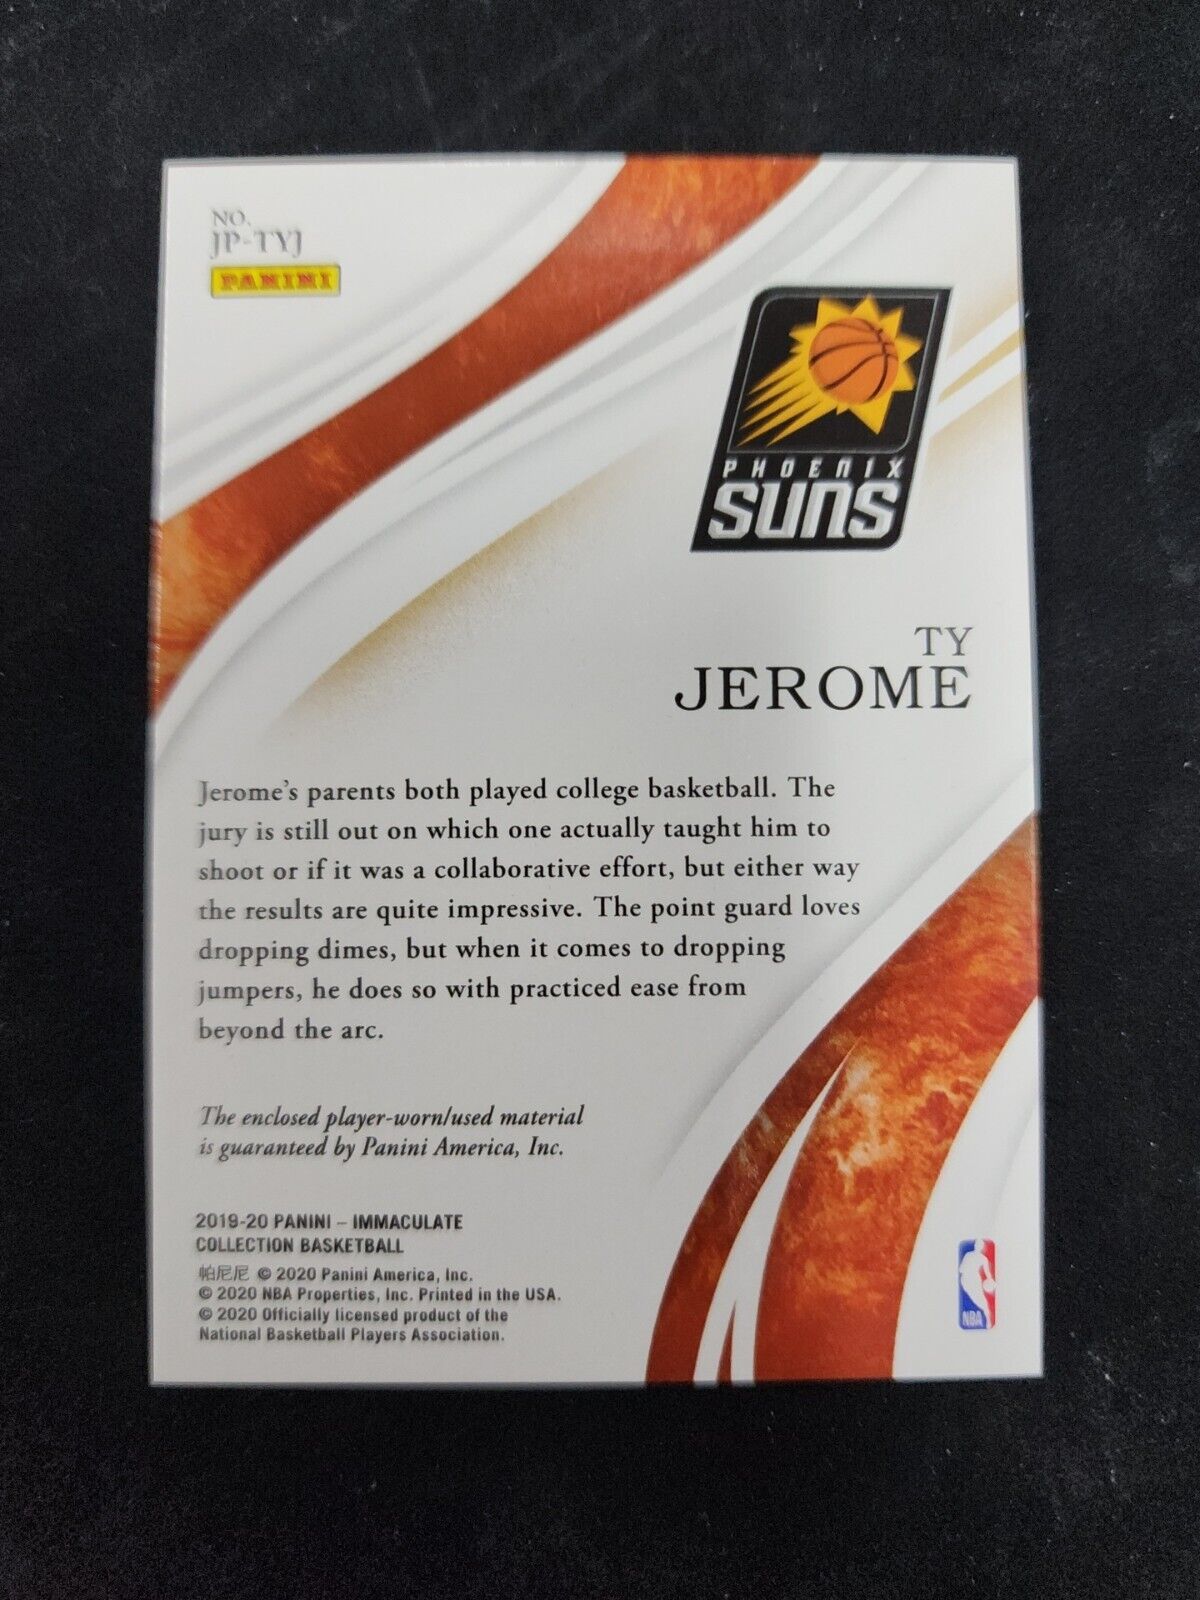 NO.
JP-TYJ
PANINI
PHOENIX
SUNS
TY
JEROME
Jerome's parents both played college basketball. The
jury is still out on which one actually taught him to
shoot or if it was a collaborative effort, but either way
the results are quite impressive. The point guard loves
dropping dimes, but when it comes to dropping
jumpers, he does so with practiced ease from
beyond the arc.
The enclosed player-worn/used material
is guaranteed by Panini America, Inc.
2019-20 PANINI – IMMACULATE
COLLECTION BASKETBALL
帕尼尼 © 2020 Panini America, Inc.
© 2020 NBA Properties, Inc. Printed in the USA.
© 2020 Officially licensed product of the
National Basketball Players Association.
NBA